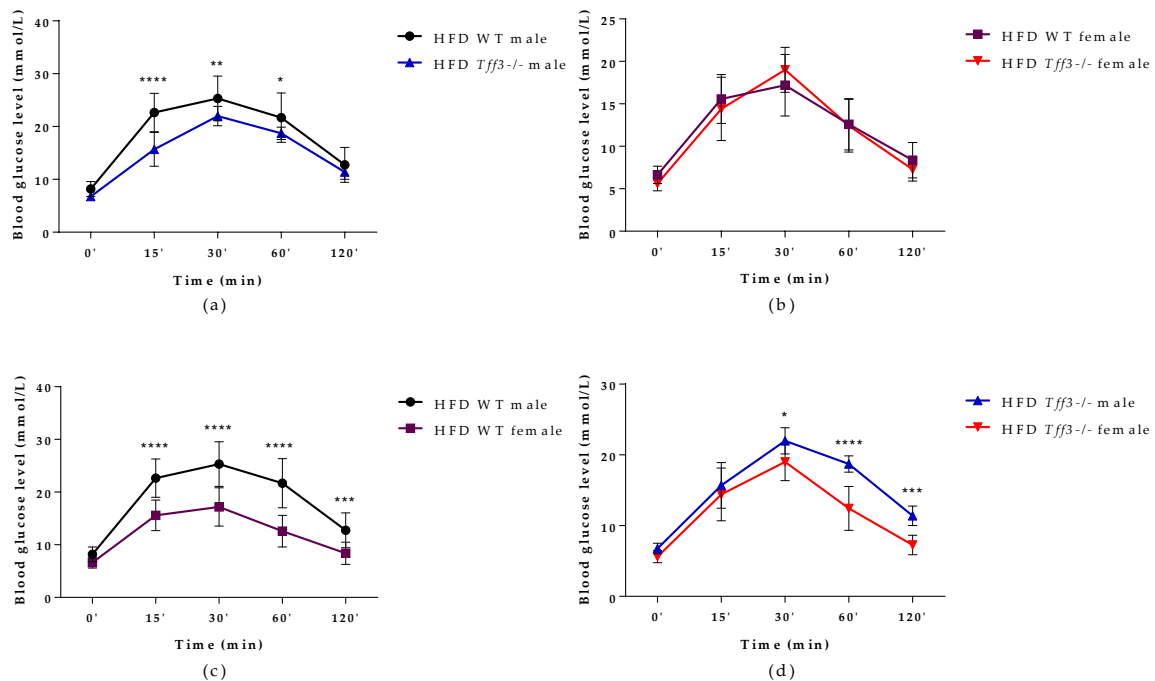 Blood glucose level (mmol/L)
40
30
20
10
0
****
**
*
0' 15' 30' 60' 120'
Time (min)
HFD WT male
HFD Tff3-/- male
(a)
Blood glucose level (mmol/L)
25
20
15
10
5
0
0' 15' 30' 60' 120'
Time (min)
HFD WT female
HFD Tff3-/- female
(b)
Blood glucose level (mmol/L)
40
30
20
10
0
****
****
****
***
0' 15' 30' 60' 120'
Time (min)
HFD WT male
HFD WT female
(c)
Blood glucose level (mmol/L)
30
20
10
0
*
****
***
0' 15' 30' 60' 120'
Time (min)
HFD Tff3-/- male
HFD Tff3-/- female
(d)